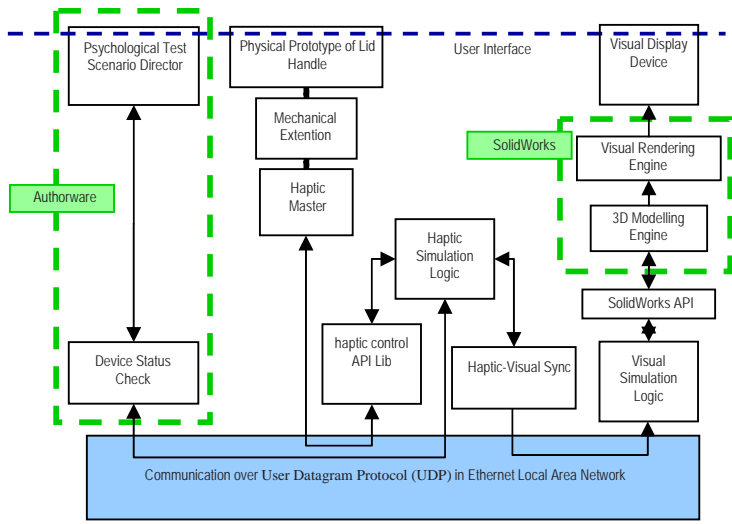 Psychological Test
Scenario Director
Physical Prototype of Lid
Handle
User Interface
Visual Display
Device
Mechanical
Extention
SolidWorks
Visual Rendering
Engine
Authorware
Haptic
Master
3D Modelling
Engine
Haptic
Simulation
Logic
SolidWorks API
haptic control
API Lib
Device Status
Check
Haptic-Visual Sync
Visual
Simulation
Logic
Communication over User Datagram Protocol (UDP) in Ethernet Local Area Network